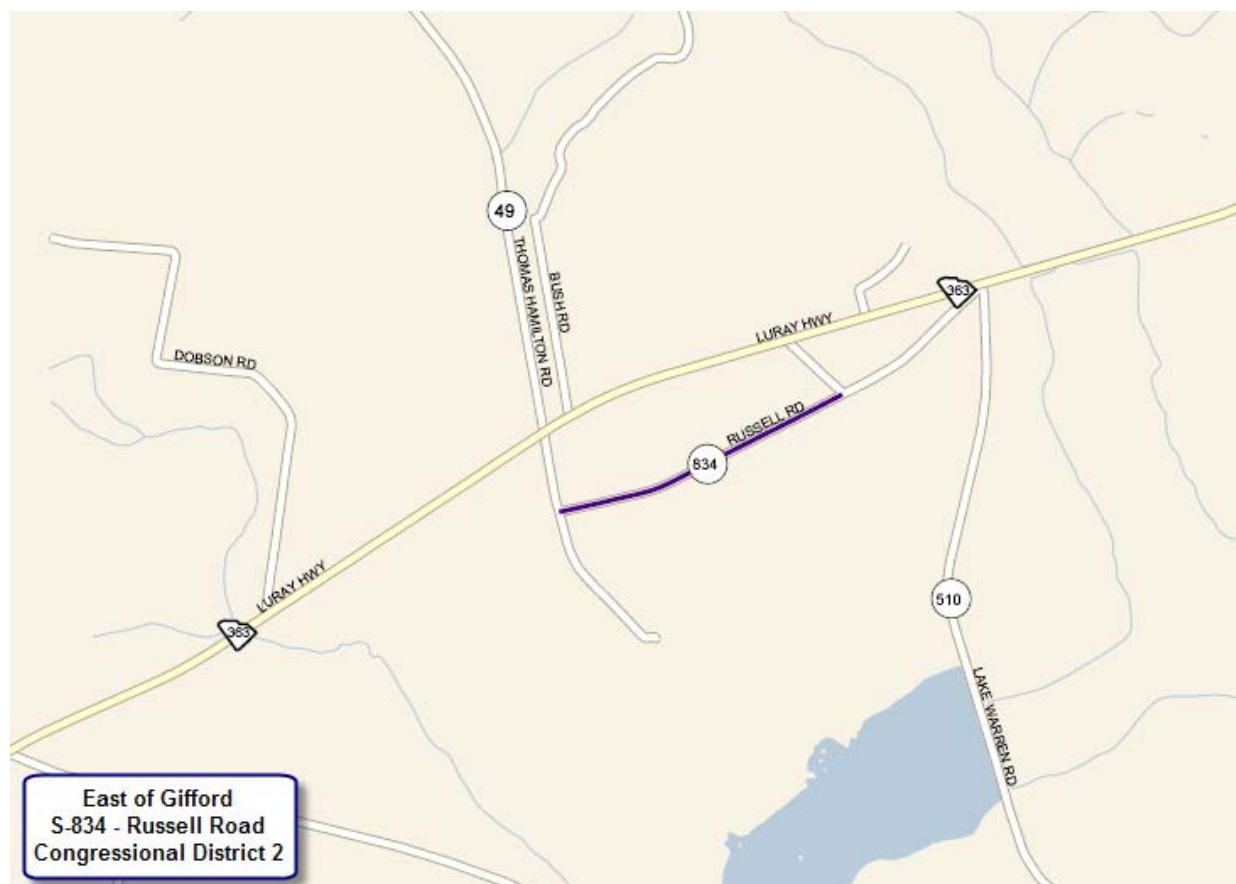 49
THOMAS HAMILTON RD
BUSH RD
363
LURAY HWY
DOBSON RD
RUSSELL RD
834
LURAY HWY
510
363
LAKE WARREN RD
East of Gifford
S-834 - Russell Road
Congressional District 2